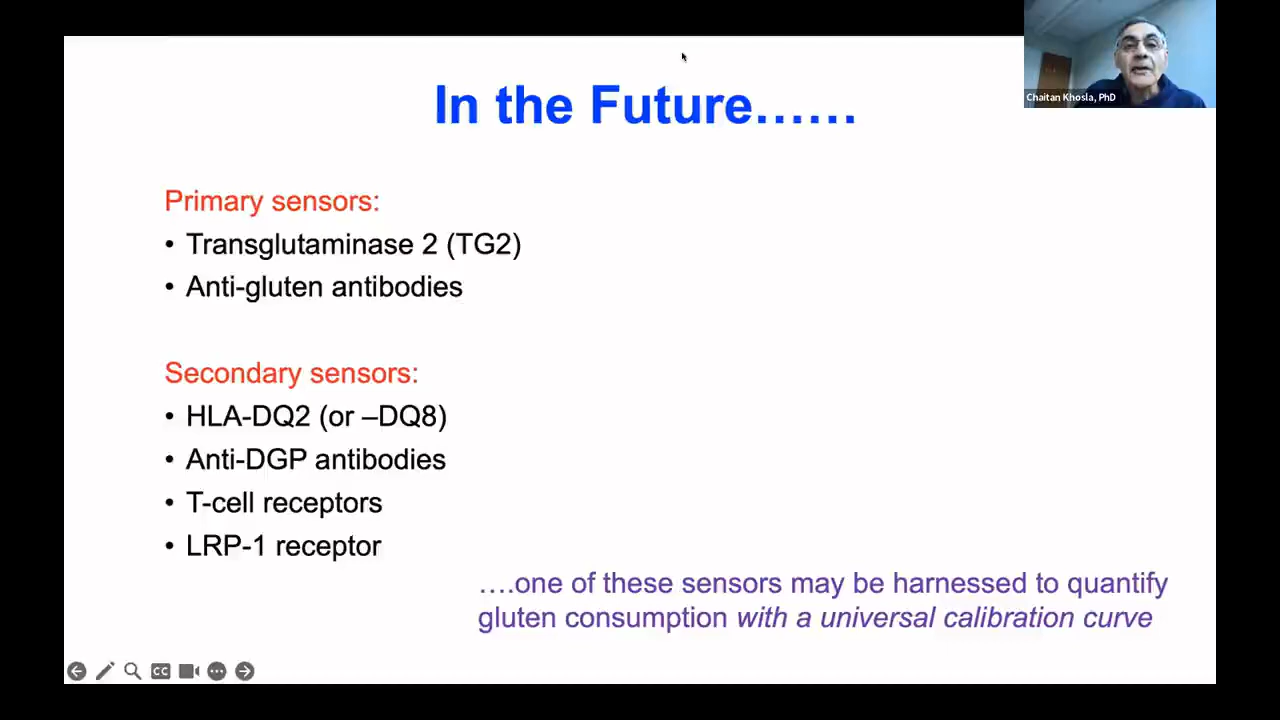 In the Future......
Chaitan Khosla, PhD
Primary sensors:
• Transglutaminase 2 (TG2)
• Anti-gluten antibodies
Secondary sensors:
• HLA-DQ2 (or –DQ8)
• Anti-DGP antibodies
• T-cell receptors
• LRP-1 receptor
....one of these sensors may be harnessed to quantify
gluten consumption with a universal calibration curve
CC